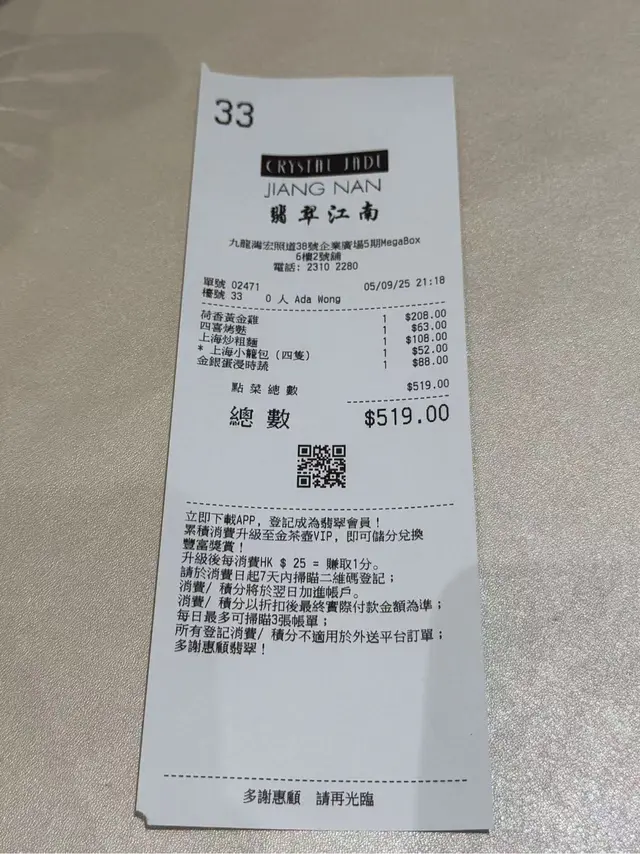 33
CRYSTAL JADE
JIANG NAN
翡翠江南
九龍灣宏照道38號企業廣場5期MegaBox
6樓2號舖
電話: 2310 2280
單號 02471 05/09/25 21:18
檯號 33 0 人 Ada Wong
荷香黃金雞 1 $208.00
四喜烤麩 1 $63.00
上海炒粗麵 1 $108.00
* 上海小籠包 (四隻) 1 $52.00
金銀蛋浸時蔬 1 $88.00
點菜總數 $519.00
總數 $519.00
立即下載APP, 登記成為翡翠會員!
累積消費升級至金茶壺VIP, 即可儲分兌換
豐富獎賞!
升級後每消費HK $ 25 = 賺取1分。
請於消費日起7天內掃瞄二維碼登記;
消費/ 積分將於翌日加進帳戶。
消費/ 積分以折扣後最終實際付款金額為準;
每日最多可掃瞄3張帳單;
所有登記消費/ 積分不適用於外送平台訂單;
多謝惠顧翡翠!
多謝惠顧 請再光臨